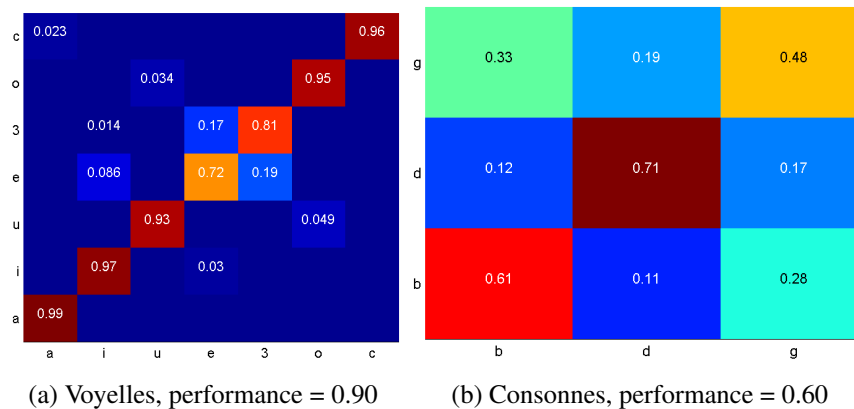 c 0.023 0.96
o 0.034 0.95
3 0.014 0.17 0.81
e 0.086 0.72 0.19
u 0.93 0.049
i 0.97 0.03
a 0.99
a i u e 3 o c
(a) Voyelles, performance = 0.90
g 0.33 0.19 0.48
d 0.12 0.71 0.17
b 0.61 0.11 0.28
b d g
(b) Consonnes, performance = 0.60